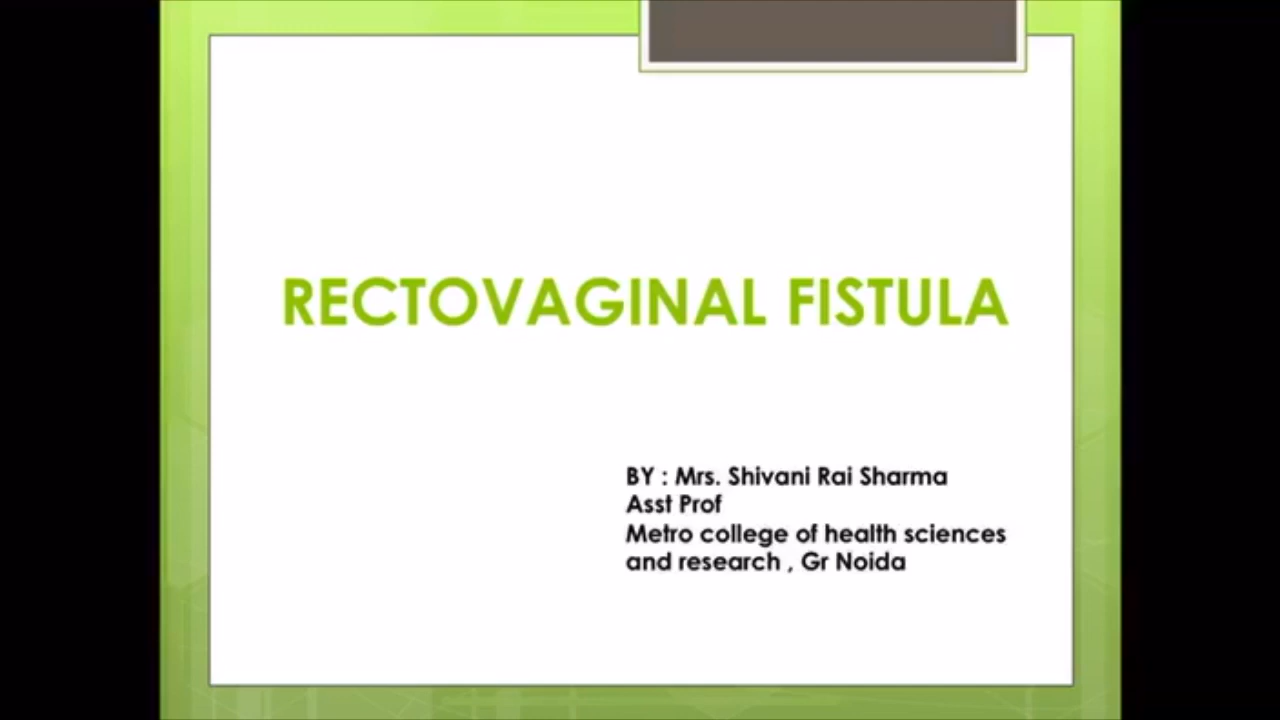 RECTOVAGINAL FISTULA
BY : Mrs. Shivani Rai Sharma
Asst Prof
Metro college of health sciences
and research , Gr Noida